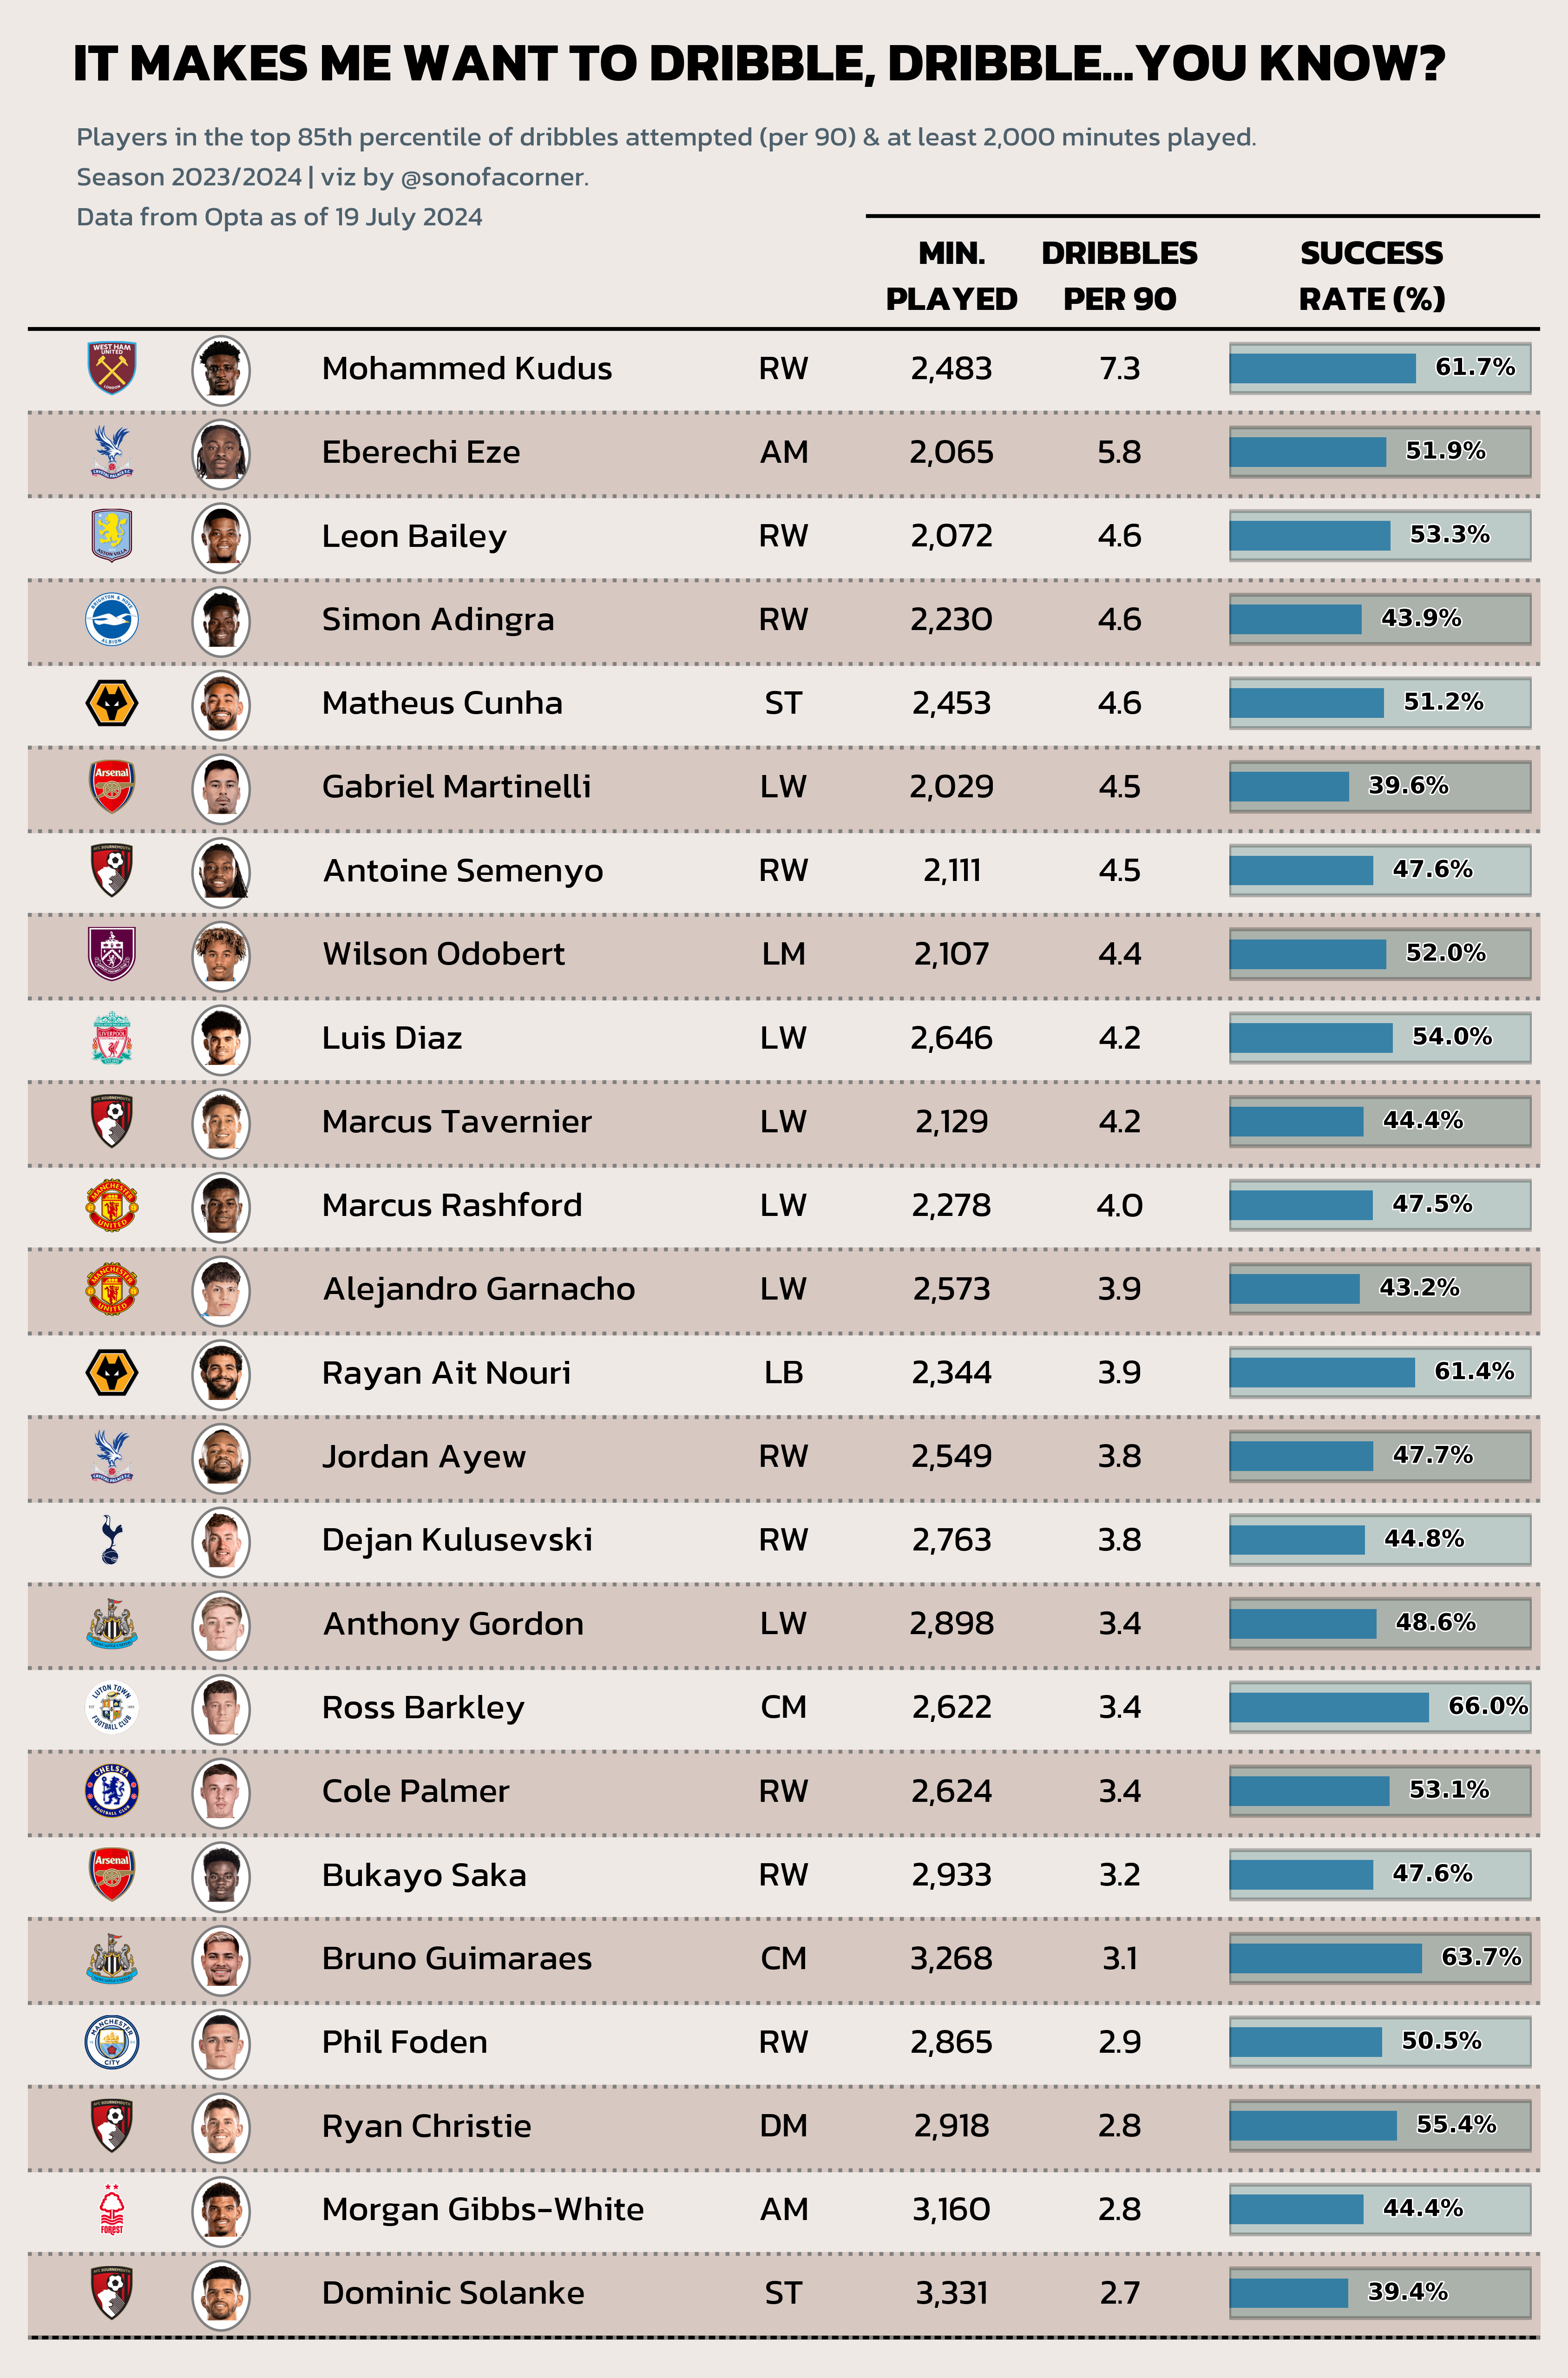 IT MAKES ME WANT TO DRIBBLE, DRIBBLE...YOU KNOW?
Players in the top 85th percentile of dribbles attempted (per 90) & at least 2,000 minutes played.
Season 2023/2024 | viz by @sonofacorner.
Data from Opta as of 19 July 2024
MIN. PLAYED DRIBBLES PER 90 SUCCESS RATE (%)
WEST HAM UNITED LONDON Mohammed Kudus RW 2,483 7.3 61.7%
Eberechi Eze AM 2,065 5.8 51.9%
ASTON VILLA Leon Bailey RW 2,072 4.6 53.3%
BRIGHTON & HOVE ALBION Simon Adingra RW 2,230 4.6 43.9%
Matheus Cunha ST 2,453 4.6 51.2%
Arsenal Gabriel Martinelli LW 2,029 4.5 39.6%
Antoine Semenyo RW 2,111 4.5 47.6%
Wilson Odobert LM 2,107 4.4 52.0%
LIVERPOOL Luis Diaz LW 2,646 4.2 54.0%
Marcus Tavernier LW 2,129 4.2 44.4%
MANCHESTER UNITED Marcus Rashford LW 2,278 4.0 47.5%
MANCHESTER UNITED Alejandro Garnacho LW 2,573 3.9 43.2%
Rayan Ait Nouri LB 2,344 3.9 61.4%
Jordan Ayew RW 2,549 3.8 47.7%
Dejan Kulusevski RW 2,763 3.8 44.8%
Anthony Gordon LW 2,898 3.4 48.6%
LUTON TOWN FOOTBALL CLUB Ross Barkley CM 2,622 3.4 66.0%
CHELSEA FOOTBALL CLUB Cole Palmer RW 2,624 3.4 53.1%
Arsenal Bukayo Saka RW 2,933 3.2 47.6%
Bruno Guimaraes CM 3,268 3.1 63.7%
MANCHESTER CITY Phil Foden RW 2,865 2.9 50.5%
Ryan Christie DM 2,918 2.8 55.4%
FOREST Morgan Gibbs-White AM 3,160 2.8 44.4%
Dominic Solanke ST 3,331 2.7 39.4%